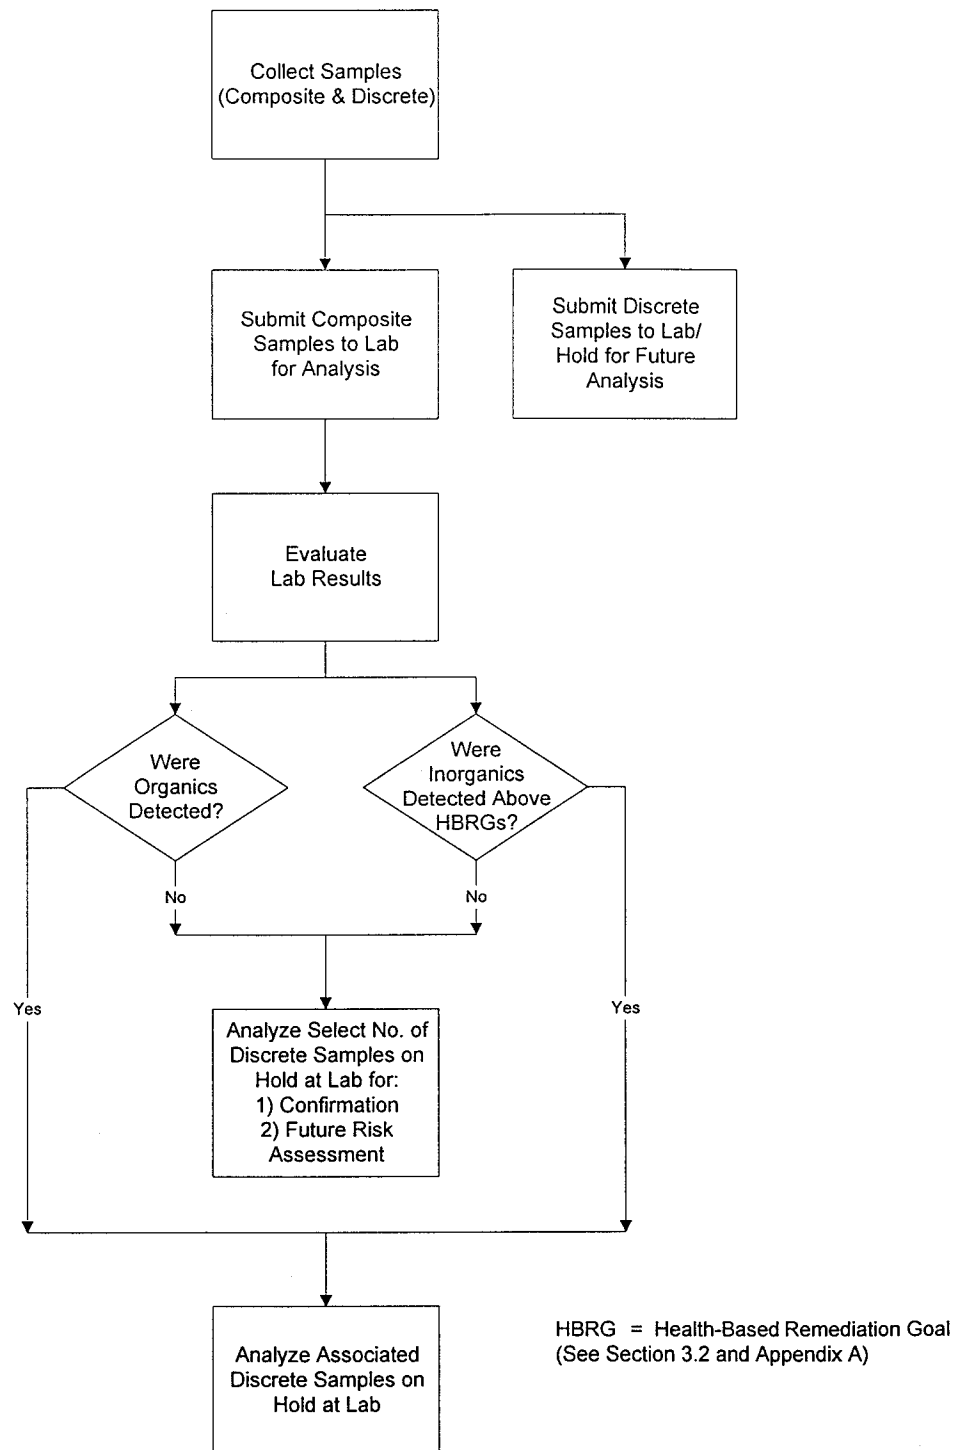 Collect Samples
(Composite & Discrete)
Submit Composite
Samples to Lab
for Analysis
Submit Discrete
Samples to Lab/
Hold for Future
Analysis
Evaluate
Lab Results
Were
Organics
Detected?
Were
Inorganics
Detected Above
HBRGs?
No
No
Yes
Yes
Analyze Select No. of
Discrete Samples on
Hold at Lab for:
1) Confirmation
2) Future Risk
Assessment
Analyze Associated
Discrete Samples on
Hold at Lab
HBRG = Health-Based Remediation Goal
(See Section 3.2 and Appendix A)